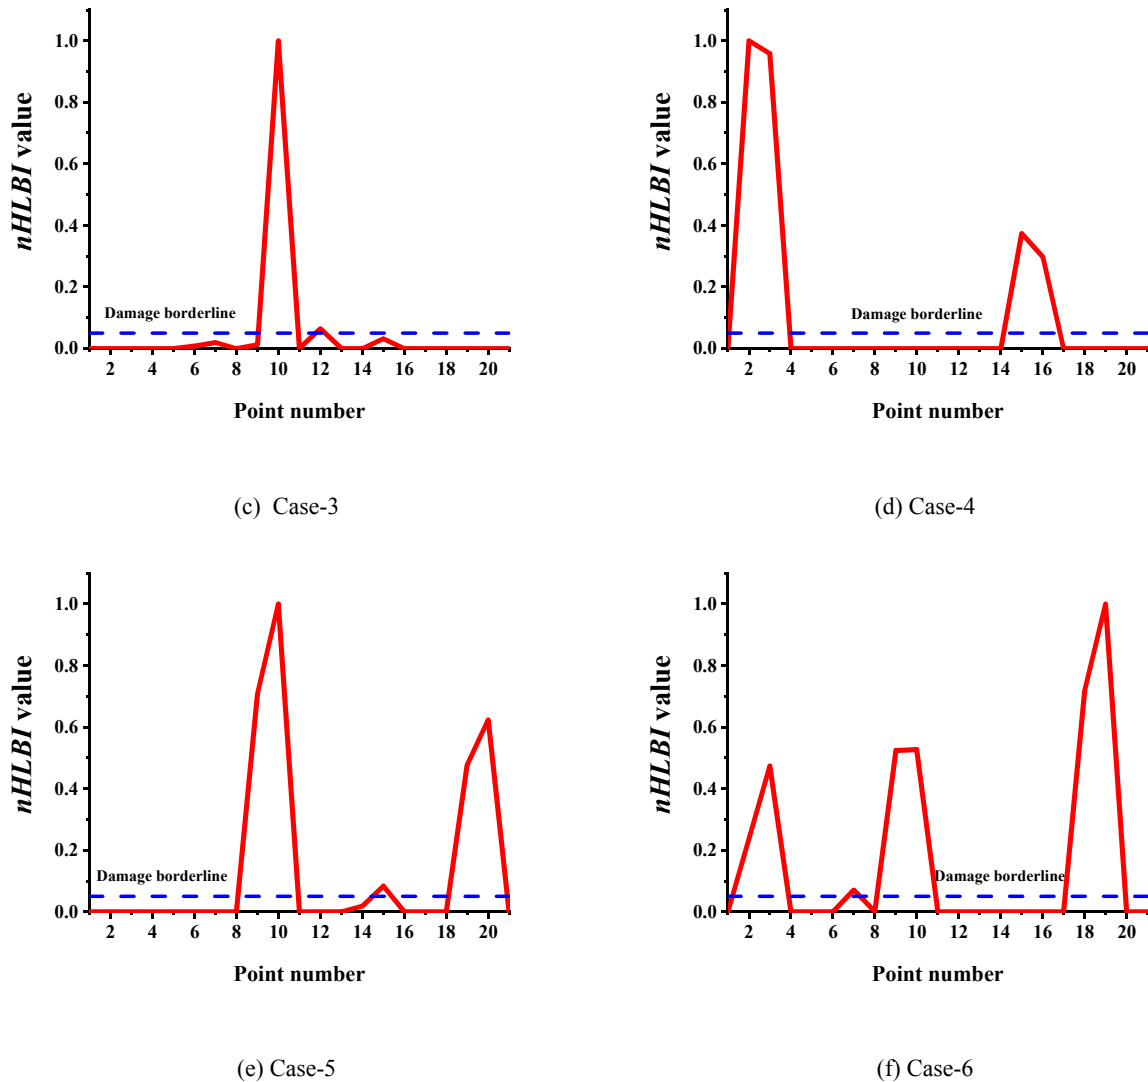 1.0
0.8
0.6
0.4
0.2
0.0
nHLBI value
Damage borderline
2 4 6 8 10 12 14 16 18 20
Point number
(c) Case-3
1.0
0.8
0.6
0.4
0.2
0.0
nHLBI value
Damage borderline
2 4 6 8 10 12 14 16 18 20
Point number
(d) Case-4
1.0
0.8
0.6
0.4
0.2
0.0
nHLBI value
Damage borderline
2 4 6 8 10 12 14 16 18 20
Point number
(e) Case-5
1.0
0.8
0.6
0.4
0.2
0.0
nHLBI value
Damage borderline
2 4 6 8 10 12 14 16 18 20
Point number
(f) Case-6